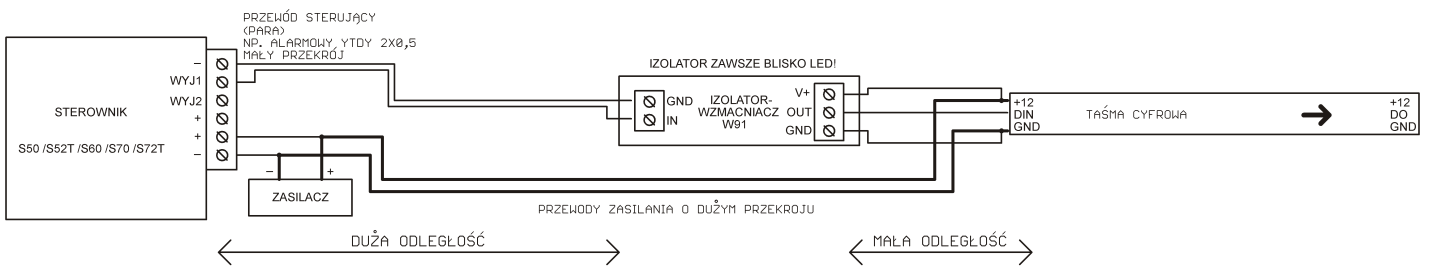 PRZEWÓD STERUJĄCY
(PARA)
NP. ALARMOWY YTDY 2X0,5
MAŁY PRZEKRÓJ
–
WYJ1
WYJ2
+
+
–
STEROWNIK
S50 /S52T /S60 /S70 /S72T
– +
ZASILACZ
IZOLATOR ZAWSZE BLISKO LED!
GND
IN
IZOLATOR-
WZMACNIACZ
W91
V+
OUT
GND
+12
DIN
GND
TAŚMA CYFROWA
+12
DO
GND
PRZEWODY ZASILANIA O DUŻYM PRZEKROJU
DUŻA ODLEGŁOŚĆ
MAŁA ODLEGŁOŚĆ